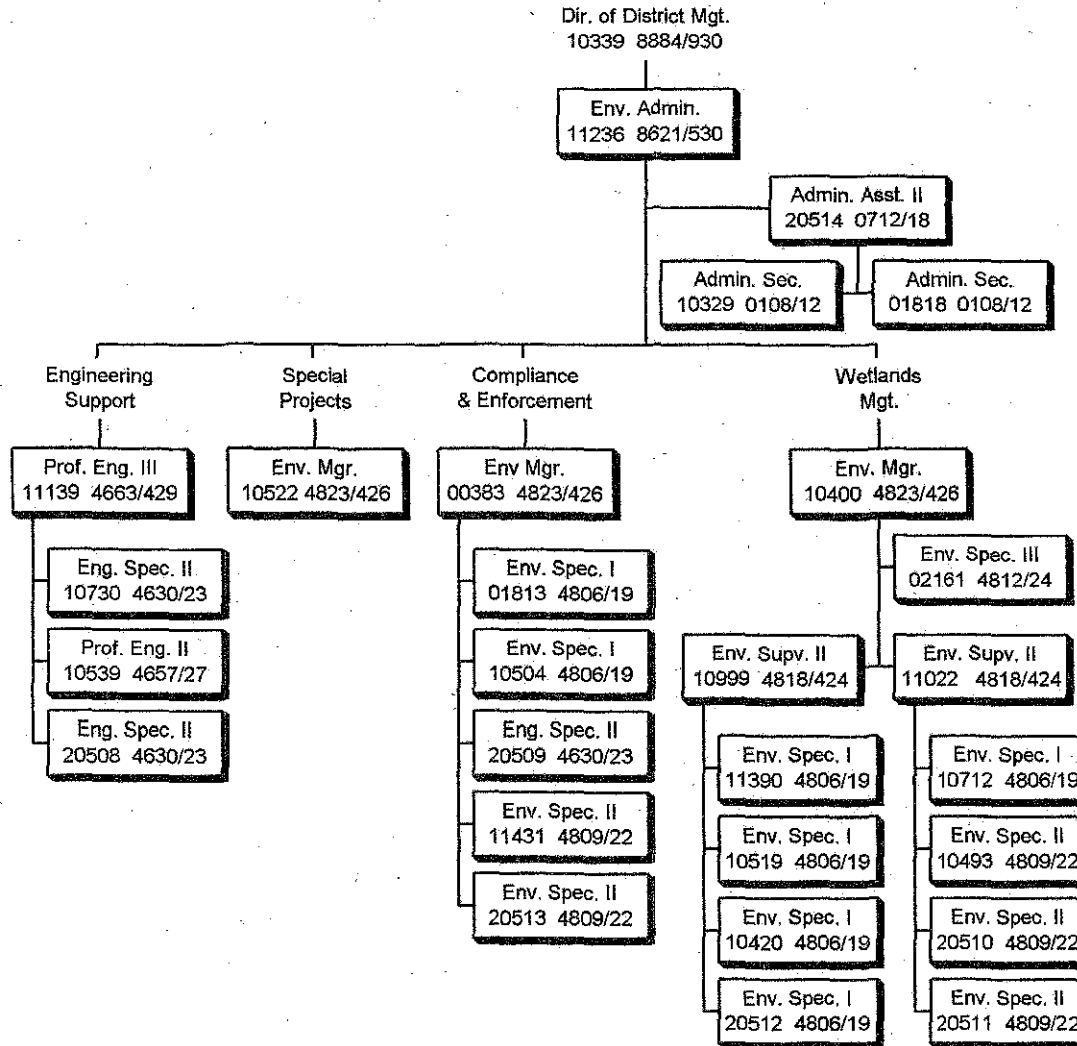 Dir. of District Mgt.
10339 8884/930
Env. Admin.
11236 8621/530
Admin. Asst. II
20514 0712/18
Admin. Sec.
10329 0108/12
Admin. Sec.
01818 0108/12
Engineering
Support
Special
Projects
Compliance
& Enforcement
Wetlands
Mgt.
Prof. Eng. III
11139 4663/429
Env. Mgr.
10522 4823/426
Env Mgr.
00383 4823/426
Env. Mgr.
10400 4823/426
Eng. Spec. II
10730 4630/23
Prof. Eng. II
10539 4657/27
Eng. Spec. II
20508 4630/23
Env. Spec. I
01813 4806/19
Env. Spec. I
10504 4806/19
Eng. Spec. II
20509 4630/23
Env. Spec. II
11431 4809/22
Env. Spec. II
20513 4809/22
Env. Spec. III
02161 4812/24
Env. Supv. II
10999 4818/424
Env. Supv. II
11022 4818/424
Env. Spec. I
11390 4806/19
Env. Spec. I
10519 4806/19
Env. Spec. I
10420 4806/19
Env. Spec. I
20512 4806/19
Env. Spec. I
10712 4806/19
Env. Spec. II
10493 4809/22
Env. Spec. II
20510 4809/22
Env. Spec. II
20511 4809/22